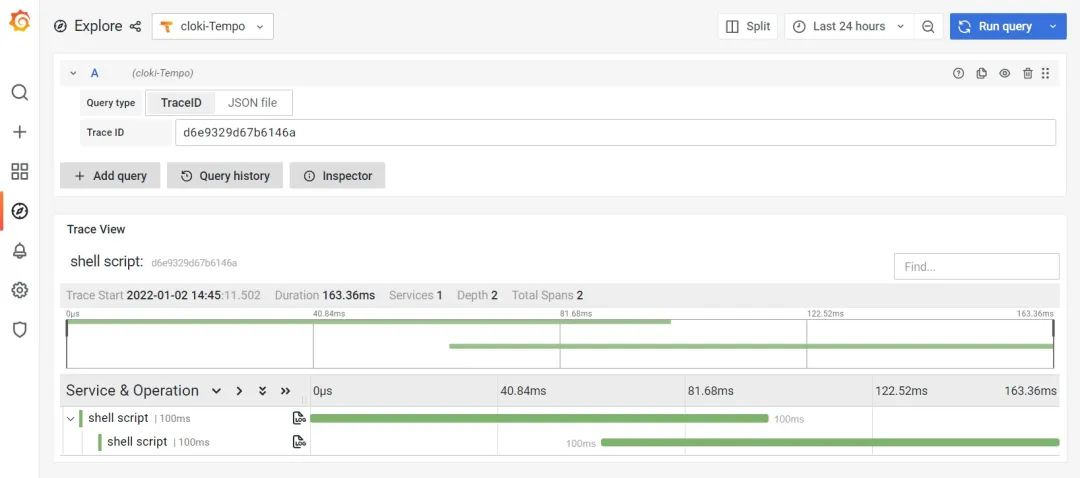 Explore cloki-Tempo Split Last 24 hours Run query
A (cloki-Tempo)
Query type TraceID JSON file
Trace ID d6e9329d67b6146a
Add query Query history Inspector
Trace View
shell script: d6e9329d67b6146a Find...
Trace Start 2022-01-02 14:45:11.502 Duration 163.36ms Services 1 Depth 2 Total Spans 2
0μs 40.84ms 81.68ms 122.52ms 163.36ms
Service & Operation 0μs 40.84ms 81.68ms 122.52ms 163.36ms
shell script | 100ms LOG 100ms
shell script | 100ms LOG 100ms